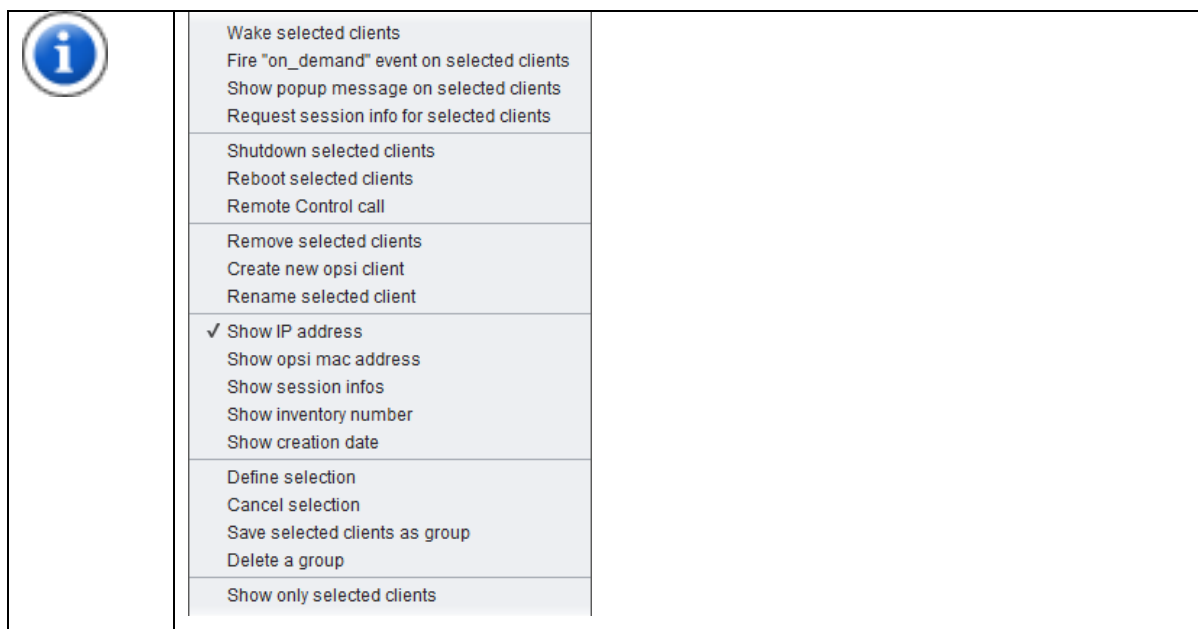 i
Wake selected clients
Fire "on_demand" event on selected clients
Show popup message on selected clients
Request session info for selected clients
Shutdown selected clients
Reboot selected clients
Remote Control call
Remove selected clients
Create new opsi client
Rename selected client
✓ Show IP address
Show opsi mac address
Show session infos
Show inventory number
Show creation date
Define selection
Cancel selection
Save selected clients as group
Delete a group
Show only selected clients